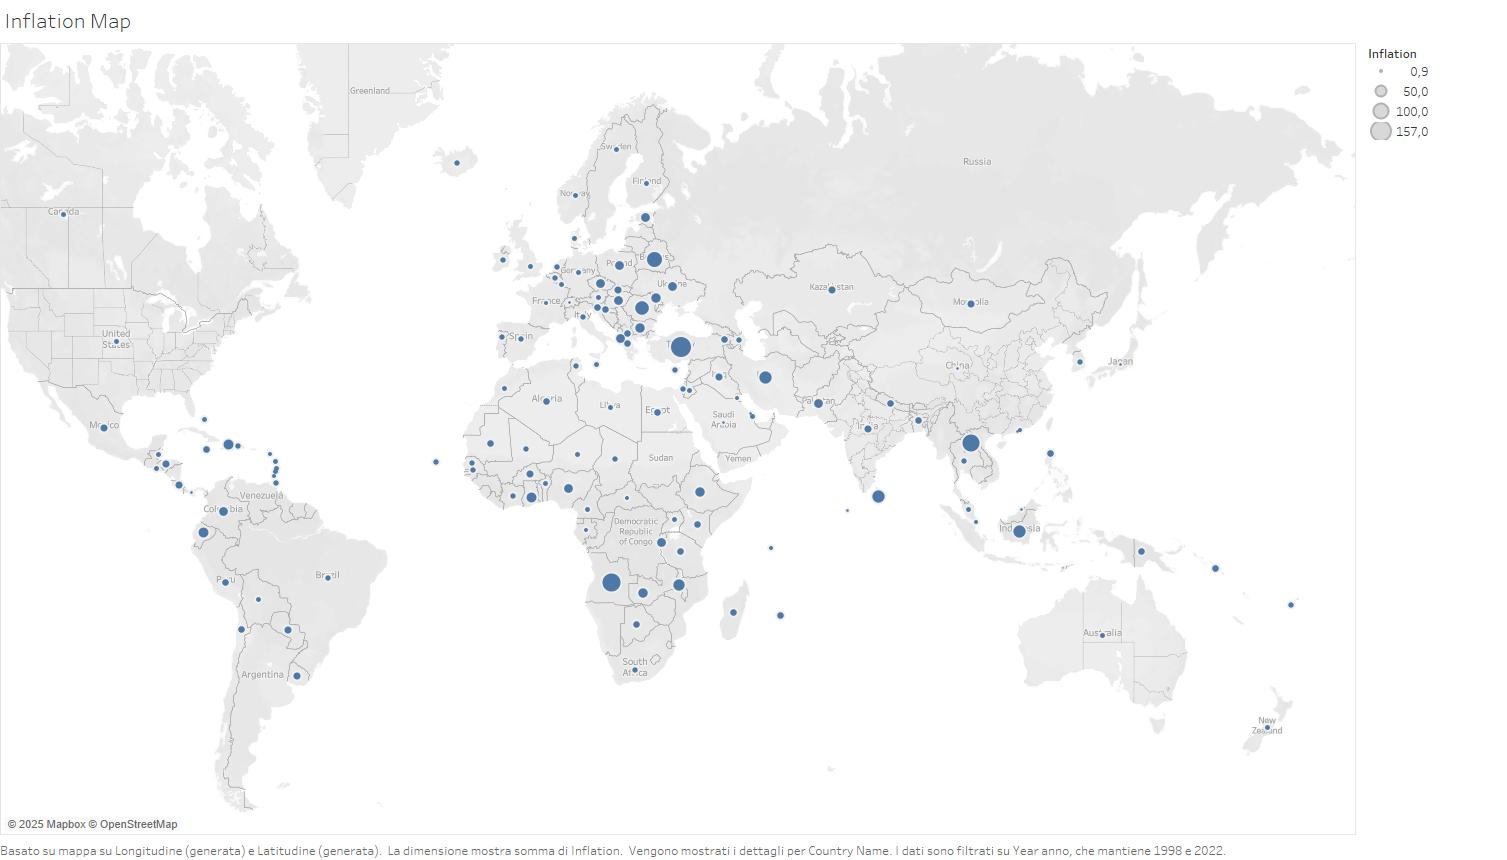 Inflation Map
Inflation
0,9
50,0
100,0
157,0
Greenland
Russia
Sweden
Finland
Norway
Canada
Poland
Germany
Ukraine
Kazakhstan
Mongolia
France
Italy
United
States
Spain
China
Japan
Iraq
Algeria
Libya
Egypt
Saudi
Arabia
Pakistan
India
Mexico
Sudan
Yemen
Venezuela
Colombia
Democratic
Republic
of Congo
Indonesia
Peru
Brazil
Australia
Argentina
South
Africa
New
Zealand
© 2025 Mapbox © OpenStreetMap
Basato su mappa su Longitudine (generata) e Latitudine (generata). La dimensione mostra somma di Inflation. Vengono mostrati i dettagli per Country Name. I dati sono filtrati su Year anno, che mantiene 1998 e 2022.